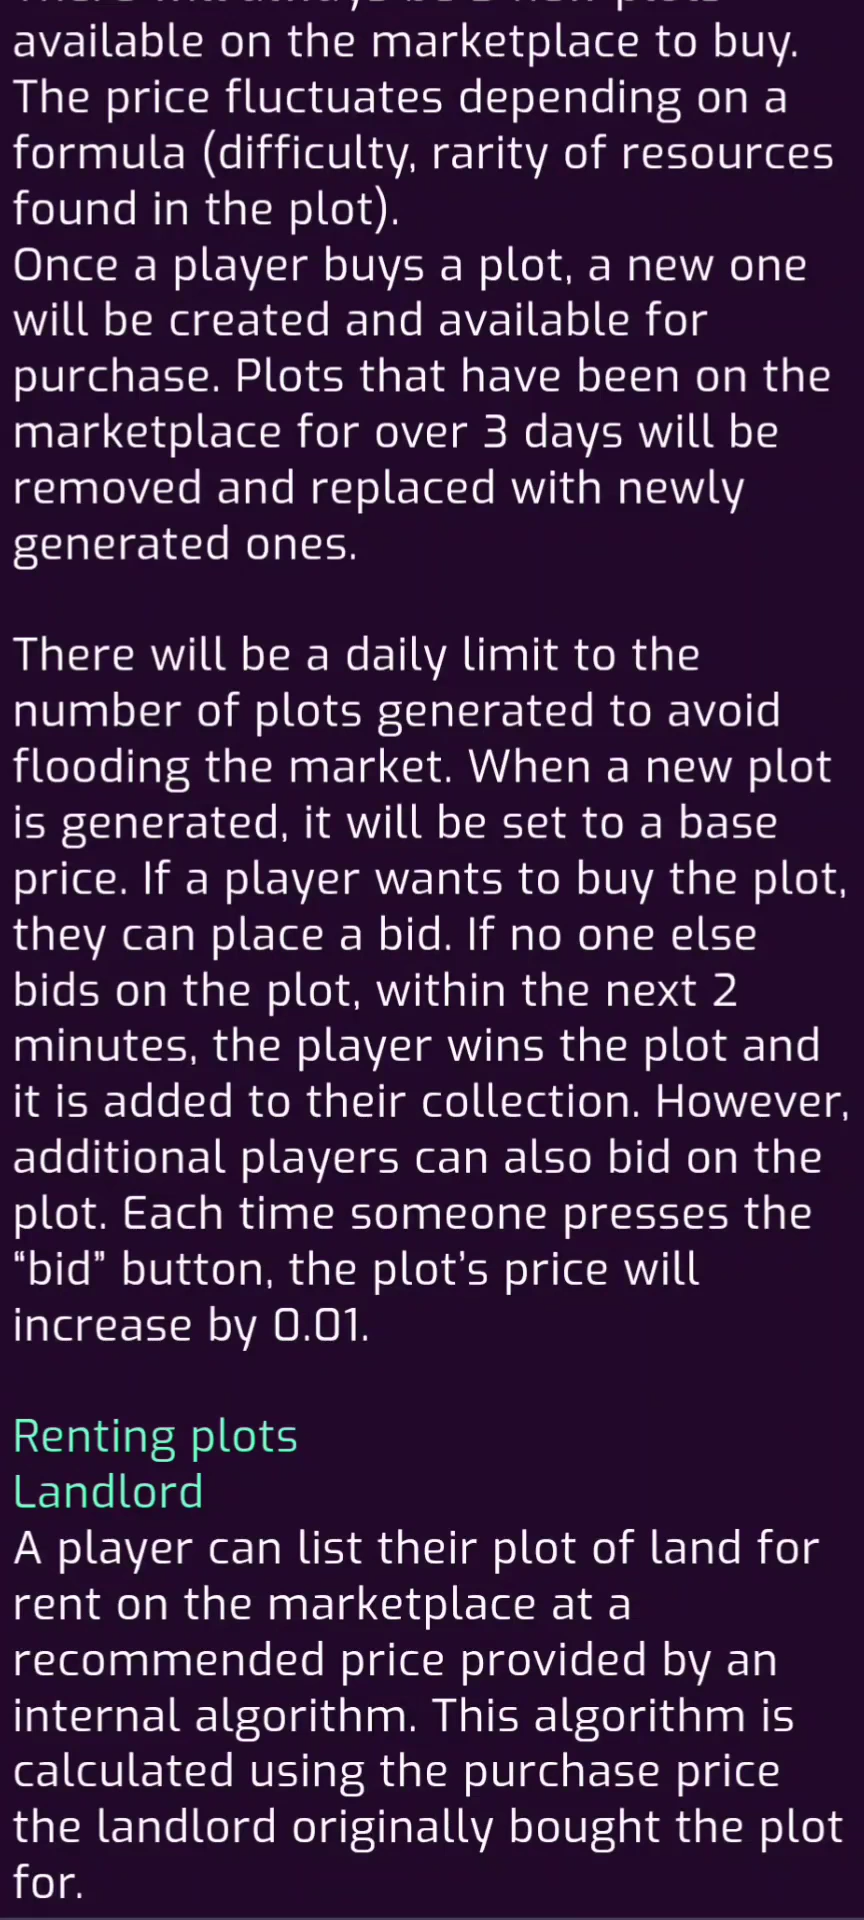 available on the marketplace to buy.
The price fluctuates depending on a
formula (difficulty, rarity of resources
found in the plot).
Once a player buys a plot, a new one
will be created and available for
purchase. Plots that have been on the
marketplace for over 3 days will be
removed and replaced with newly
generated ones.
There will be a daily limit to the
number of plots generated to avoid
flooding the market. When a new plot
is generated, it will be set to a base
price. If a player wants to buy the plot,
they can place a bid. If no one else
bids on the plot, within the next 2
minutes, the player wins the plot and
it is added to their collection. However,
additional players can also bid on the
plot. Each time someone presses the
“bid” button, the plot’s price will
increase by 0.01.
Renting plots
Landlord
A player can list their plot of land for
rent on the marketplace at a
recommended price provided by an
internal algorithm. This algorithm is
calculated using the purchase price
the landlord originally bought the plot
for.